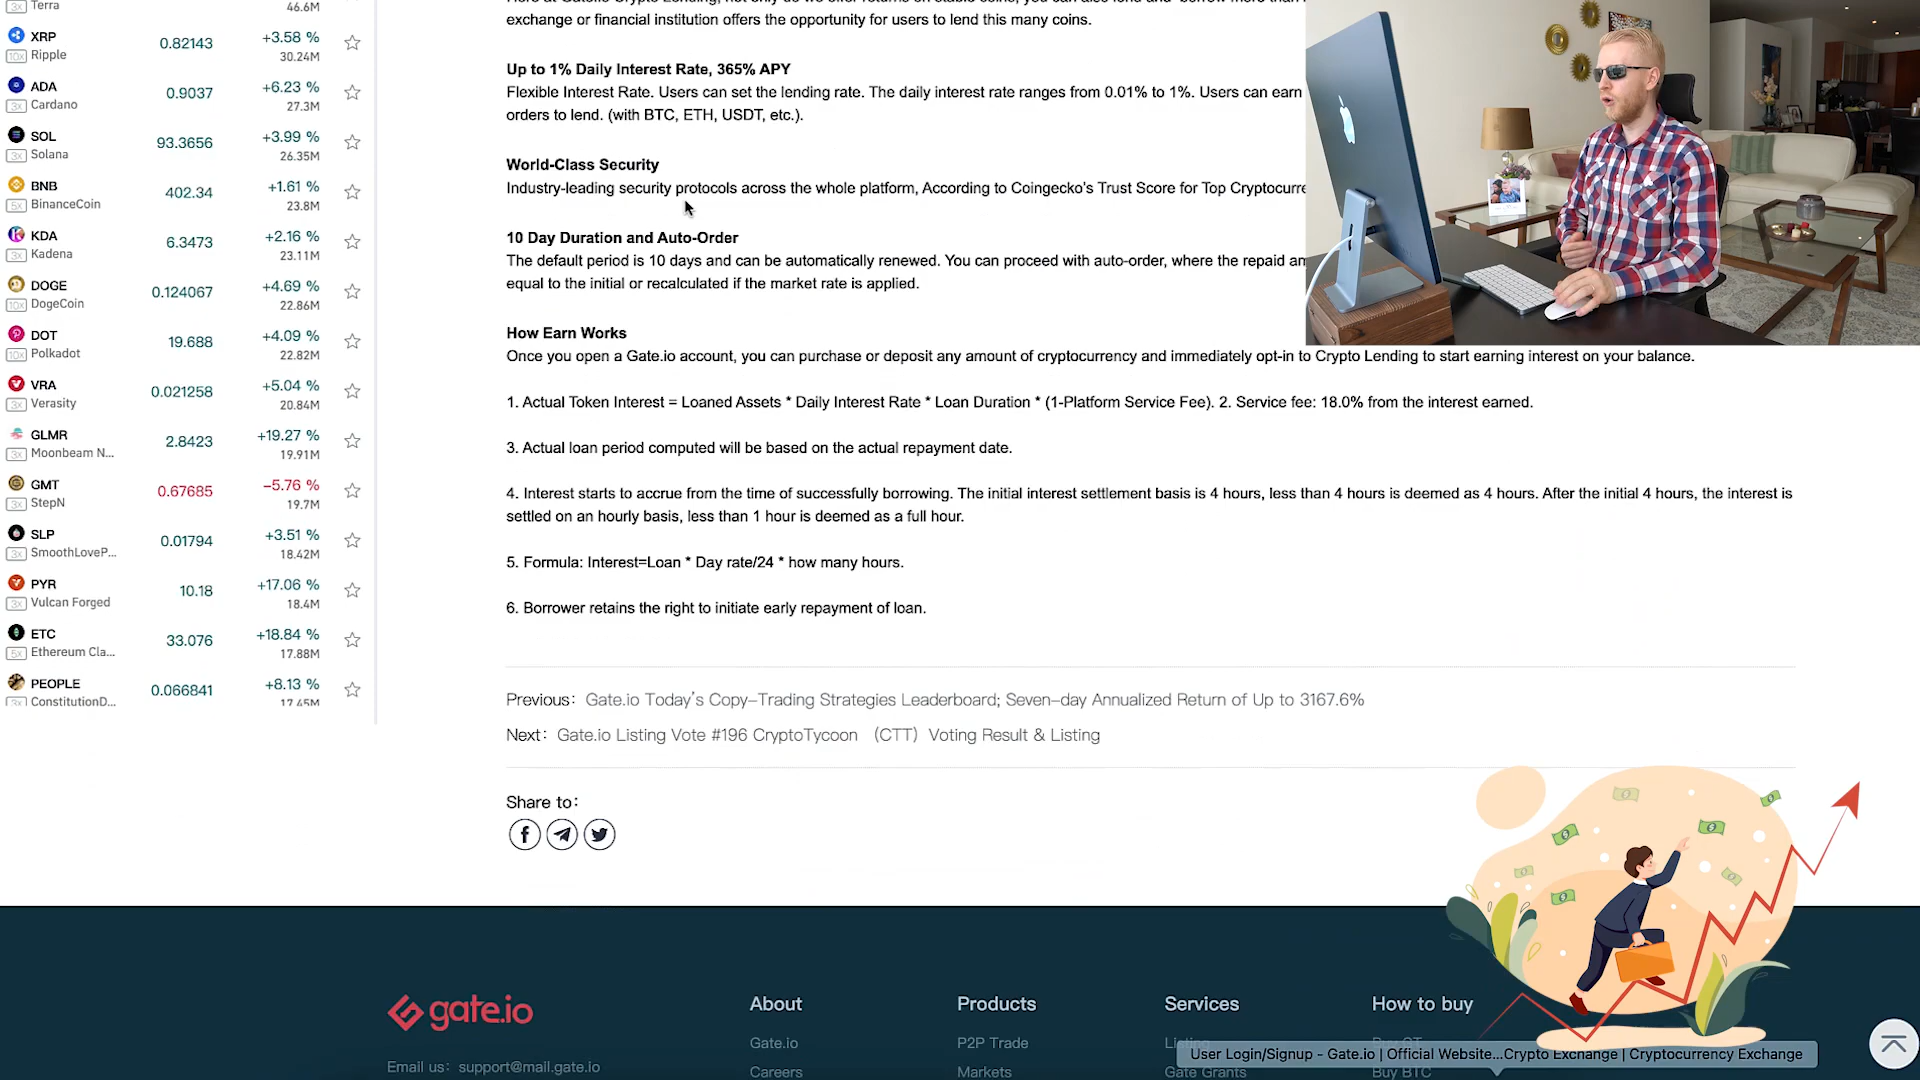 Terra
46.6M
XRP 0.82143 +3.58 %
10x Ripple 30.24M
ADA 0.9037 +6.23 %
3x Cardano 27.3M
SOL 93.3656 +3.99 %
3x Solana 26.35M
BNB 402.34 +1.61 %
5x BinanceCoin 23.8M
KDA 6.3473 +2.16 %
3x Kadena 23.11M
DOGE 0.124067 +4.69 %
10x DogeCoin 22.86M
DOT 19.688 +4.09 %
10x Polkadot 22.82M
VRA 0.021258 +5.04 %
3x Verasity 20.84M
GLMR 2.8423 +19.27 %
3x Moonbeam N... 19.91M
GMT 0.67685 −5.76 %
3x StepN 19.7M
SLP 0.01794 +3.51 %
3x SmoothLoveP... 18.42M
PYR 10.18 +17.06 %
3x Vulcan Forged 18.4M
ETC 33.076 +18.84 %
5x Ethereum Cla... 17.88M
PEOPLE 0.066841 +8.13 %
ConstitutionD... 17.45M
exchange or financial institution offers the opportunity for users to lend this many coins.
Up to 1% Daily Interest Rate, 365% APY
Flexible Interest Rate. Users can set the lending rate. The daily interest rate ranges from 0.01% to 1%. Users can earn
orders to lend. (with BTC, ETH, USDT, etc.).
World-Class Security
Industry-leading security protocols across the whole platform, According to Coingecko's Trust Score for Top Cryptocurre
10 Day Duration and Auto-Order
The default period is 10 days and can be automatically renewed. You can proceed with auto-order, where the repaid am
equal to the initial or recalculated if the market rate is applied.
How Earn Works
Once you open a Gate.io account, you can purchase or deposit any amount of cryptocurrency and immediately opt-in to Crypto Lending to start earning interest on your balance.
1. Actual Token Interest = Loaned Assets * Daily Interest Rate * Loan Duration * (1-Platform Service Fee). 2. Service fee: 18.0% from the interest earned.
3. Actual loan period computed will be based on the actual repayment date.
4. Interest starts to accrue from the time of successfully borrowing. The initial interest settlement basis is 4 hours, less than 4 hours is deemed as 4 hours. After the initial 4 hours, the interest is
settled on an hourly basis, less than 1 hour is deemed as a full hour.
5. Formula: Interest=Loan * Day rate/24 * how many hours.
6. Borrower retains the right to initiate early repayment of loan.
Previous: Gate.io Today's Copy-Trading Strategies Leaderboard; Seven-day Annualized Return of Up to 3167.6%
Next: Gate.io Listing Vote #196 CryptoTycoon （CTT）Voting Result & Listing
Share to:
gate.io
Email us: support@mail.gate.io
About
Gate.io
Careers
Products
P2P Trade
Markets
Services
Listing
Gate Grants
How to buy
Buy BTC
User Login/Signup - Gate.io | Official Website...Crypto Exchange | Cryptocurrency Exchange